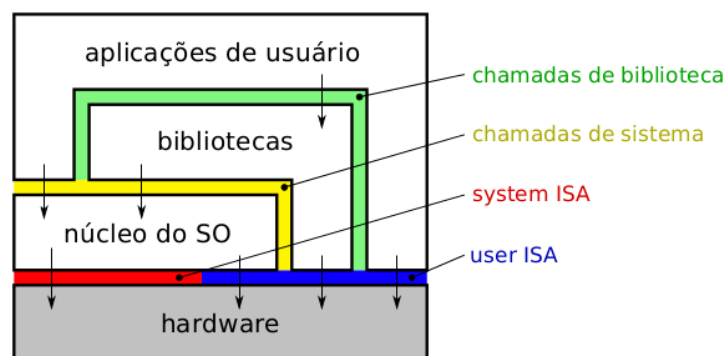 aplicações de usuário
chamadas de biblioteca
bibliotecas
chamadas de sistema
system ISA
núcleo do SO
user ISA
hardware